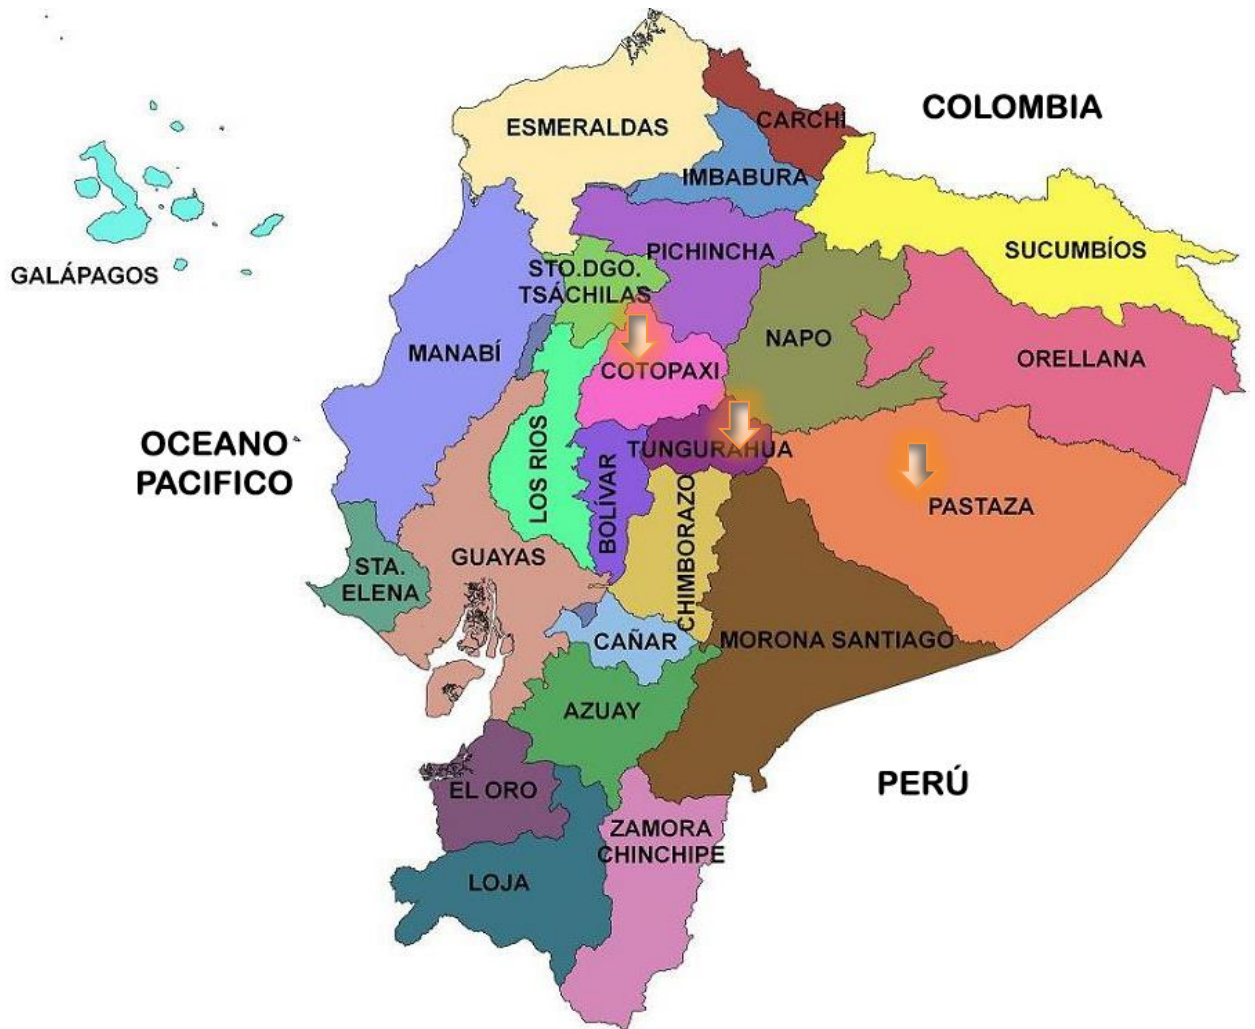 COLOMBIA
ESMERALDAS
CARCHI
IMBABURA
PICHINCHA
SUCUMBÍOS
GALÁPAGOS
STO.DGO.
TSÁCHILAS
MANABÍ
NAPO
ORELLANA
COTOPAXI
OCEANO
PACIFICO
TUNGURAHUA
LOS RIOS
BOLÍVAR
PASTAZA
CHIMBORAZO
GUAYAS
STA.
ELENA
CAÑAR
MORONA SANTIAGO
AZUAY
PERÚ
EL ORO
ZAMORA
CHINCHIPE
LOJA